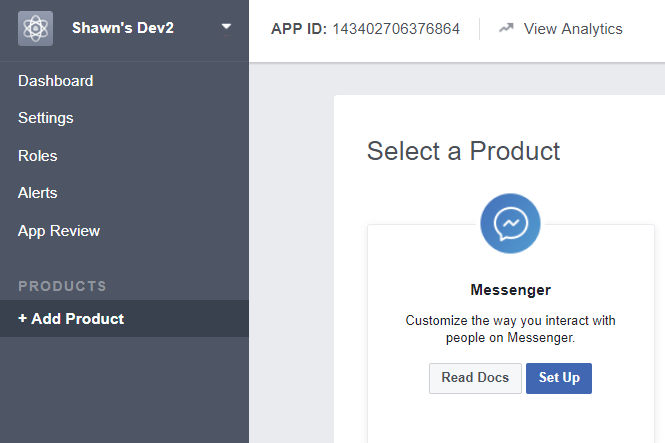 Shawn's Dev2
APP ID: 143402706376864
View Analytics
Dashboard
Settings
Roles
Alerts
App Review
PRODUCTS
+ Add Product
Select a Product
Messenger
Customize the way you interact with
people on Messenger.
Read Docs
Set Up